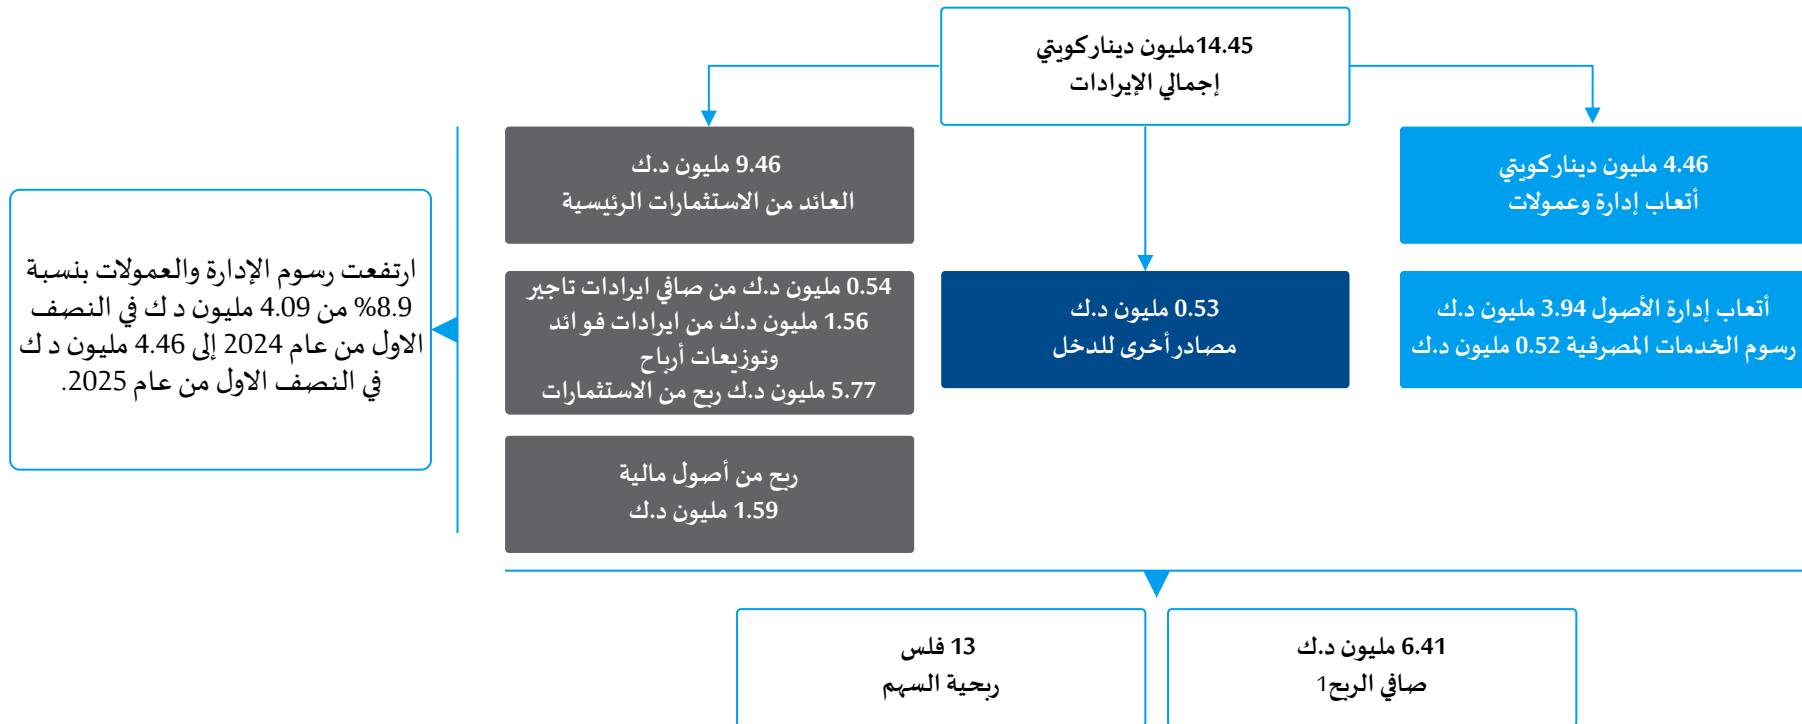 14.45مليون دينار كويتي
إجمالي الإيرادات
4.46 مليون دينار كويتي
أتعاب إدارة وعمولات
9.46 مليون د.ك
العائد من الاستثمارات الرئيسية
أتعاب إدارة الأصول 3.94 مليون د.ك
رسوم الخدمات المصرفية 0.52 مليون د.ك
0.53 مليون د.ك
مصادر أخرى للدخل
0.54 مليون د.ك من صافي ايرادات تاجير
1.56 مليون د.ك من ايرادات فوائد
وتوزيعات أرباح
5.77 مليون د.ك ربح من الاستثمارات
ربح من أصول مالية
1.59 مليون د.ك
ارتفعت رسوم الإدارة والعمولات بنسبة
8.9% من 4.09 مليون د ك في النصف
الاول من عام 2024 إلى 4.46 مليون د ك
في النصف الاول من عام 2025.
6.41 مليون د.ك
صافي الربح1
13 فلس
ربحية السهم